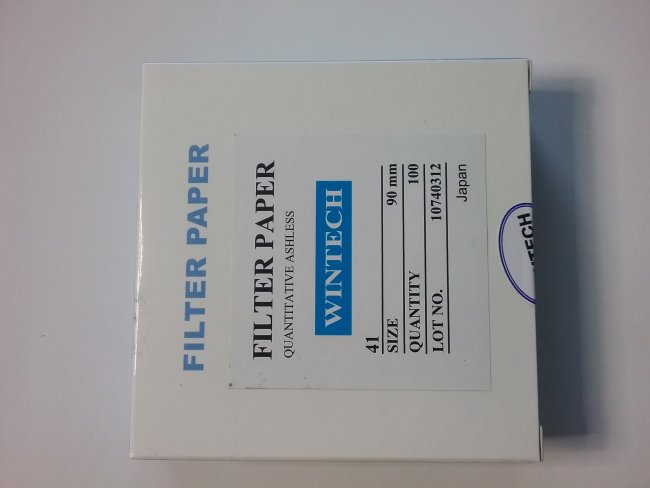 FILTER PAPER
FILTER PAPER
QUANTITATIVE ASHLESS
WINTECH
41
SIZE 90 mm
QUANTITY 100
LOT NO. 10740312
Japan